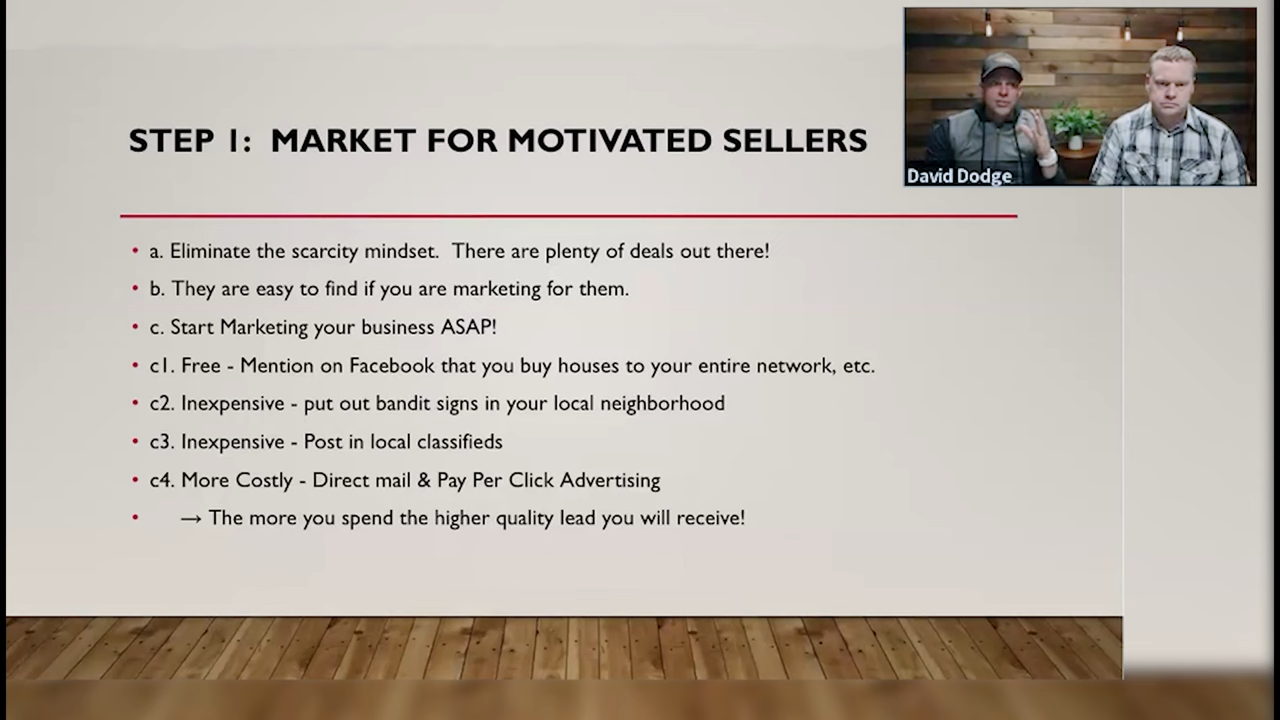 STEP 1: MARKET FOR MOTIVATED SELLERS
David Dodge
• a. Eliminate the scarcity mindset. There are plenty of deals out there!
• b. They are easy to find if you are marketing for them.
• c. Start Marketing your business ASAP!
• c1. Free - Mention on Facebook that you buy houses to your entire network, etc.
• c2. Inexpensive - put out bandit signs in your local neighborhood
• c3. Inexpensive - Post in local classifieds
• c4. More Costly - Direct mail & Pay Per Click Advertising
• → The more you spend the higher quality lead you will receive!